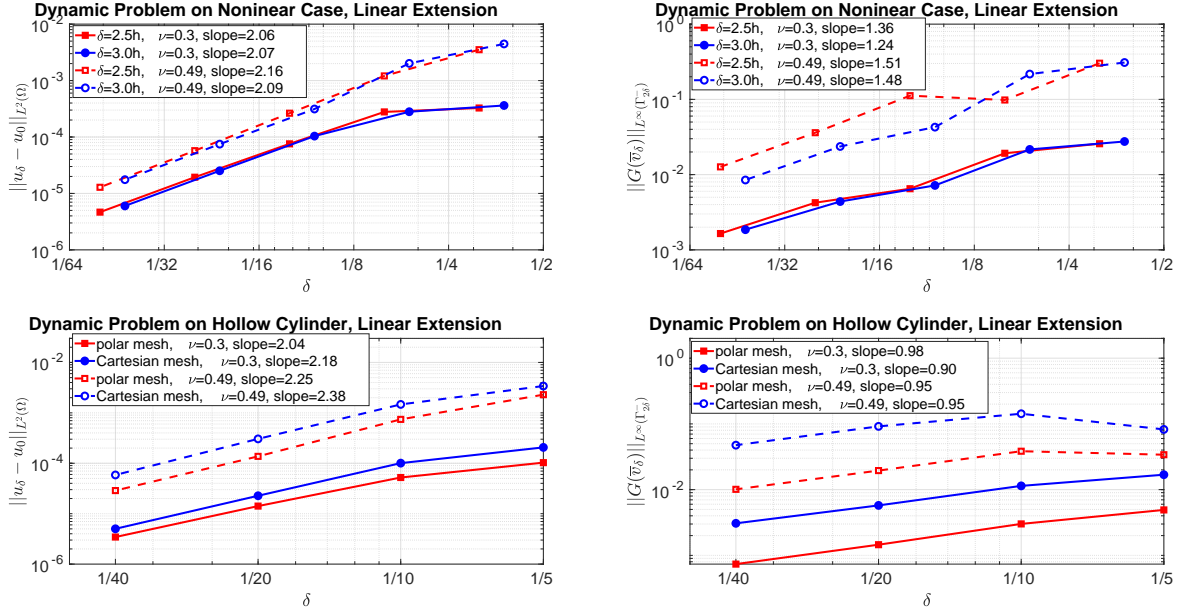 Dynamic Problem on Noninear Case, Linear Extension
δ=2.5h, ν=0.3, slope=2.06
δ=3.0h, ν=0.3, slope=2.07
δ=2.5h, ν=0.49, slope=2.16
δ=3.0h, ν=0.49, slope=2.09
10^-2
10^-3
10^-4
10^-5
10^-6
||u_δ − u_0||_{L^2(Ω)}
1/64 1/32 1/16 1/8 1/4 1/2
δ
Dynamic Problem on Noninear Case, Linear Extension
δ=2.5h, ν=0.3, slope=1.36
δ=3.0h, ν=0.3, slope=1.24
δ=2.5h, ν=0.49, slope=1.51
δ=3.0h, ν=0.49, slope=1.48
10^0
10^-1
10^-2
10^-3
||G(v̅_δ)||_{L^∞(Γ^-_{2δ})}
1/64 1/32 1/16 1/8 1/4 1/2
δ
Dynamic Problem on Hollow Cylinder, Linear Extension
polar mesh, ν=0.3, slope=2.04
Cartesian mesh, ν=0.3, slope=2.18
polar mesh, ν=0.49, slope=2.25
Cartesian mesh, ν=0.49, slope=2.38
10^-2
10^-4
10^-6
||u_δ − u_0||_{L^2(Ω)}
1/40 1/20 1/10 1/5
δ
Dynamic Problem on Hollow Cylinder, Linear Extension
polar mesh, ν=0.3, slope=0.98
Cartesian mesh, ν=0.3, slope=0.90
polar mesh, ν=0.49, slope=0.95
Cartesian mesh, ν=0.49, slope=0.95
10^0
10^-2
||G(v̅_δ)||_{L^∞(Γ^-_{2δ})}
1/40 1/20 1/10 1/5
δ